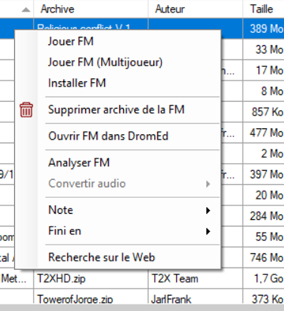 Archive Auteur Taille
Religious conflict V 1 389 Mo
Jouer FM
33 Mo
Jouer FM (Multijoueur)
17 Mo
Installer FM
8 Mo
Supprimer archive de la FM
857 Ko
Ouvrir FM dans DromEd
477 Mo
2 Mo
Analyser FM
397 Mo
Convertir audio
20 Mo
Note
284 Mo
Fini en
55 Mo
746 Mo
Recherche sur le Web
Met... T2XHD.zip T2X Team 1,7 Go
TowerofJorge.zip JarlFrank 373 Ko